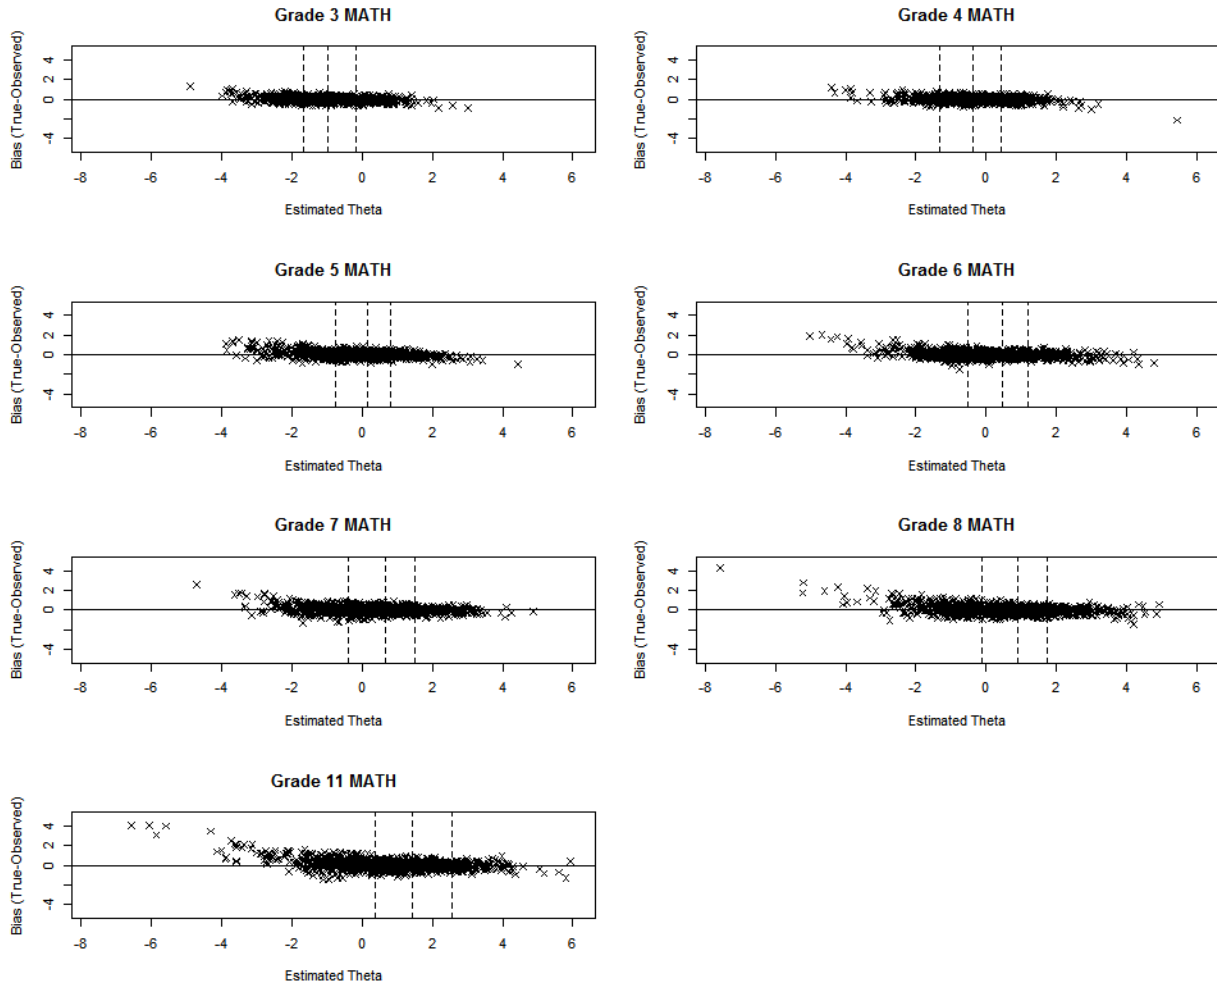 Grade 3 MATH
Bias (True-Observed)
4
2
0
-4
-8 -6 -4 -2 0 2 4 6
Estimated Theta
Grade 4 MATH
Bias (True-Observed)
4
2
0
-4
-8 -6 -4 -2 0 2 4 6
Estimated Theta
Grade 5 MATH
Bias (True-Observed)
4
2
0
-4
-8 -6 -4 -2 0 2 4 6
Estimated Theta
Grade 6 MATH
Bias (True-Observed)
4
2
0
-4
-8 -6 -4 -2 0 2 4 6
Estimated Theta
Grade 7 MATH
Bias (True-Observed)
4
2
0
-4
-8 -6 -4 -2 0 2 4 6
Estimated Theta
Grade 8 MATH
Bias (True-Observed)
4
2
0
-4
-8 -6 -4 -2 0 2 4 6
Estimated Theta
Grade 11 MATH
Bias (True-Observed)
4
2
0
-4
-8 -6 -4 -2 0 2 4 6
Estimated Theta